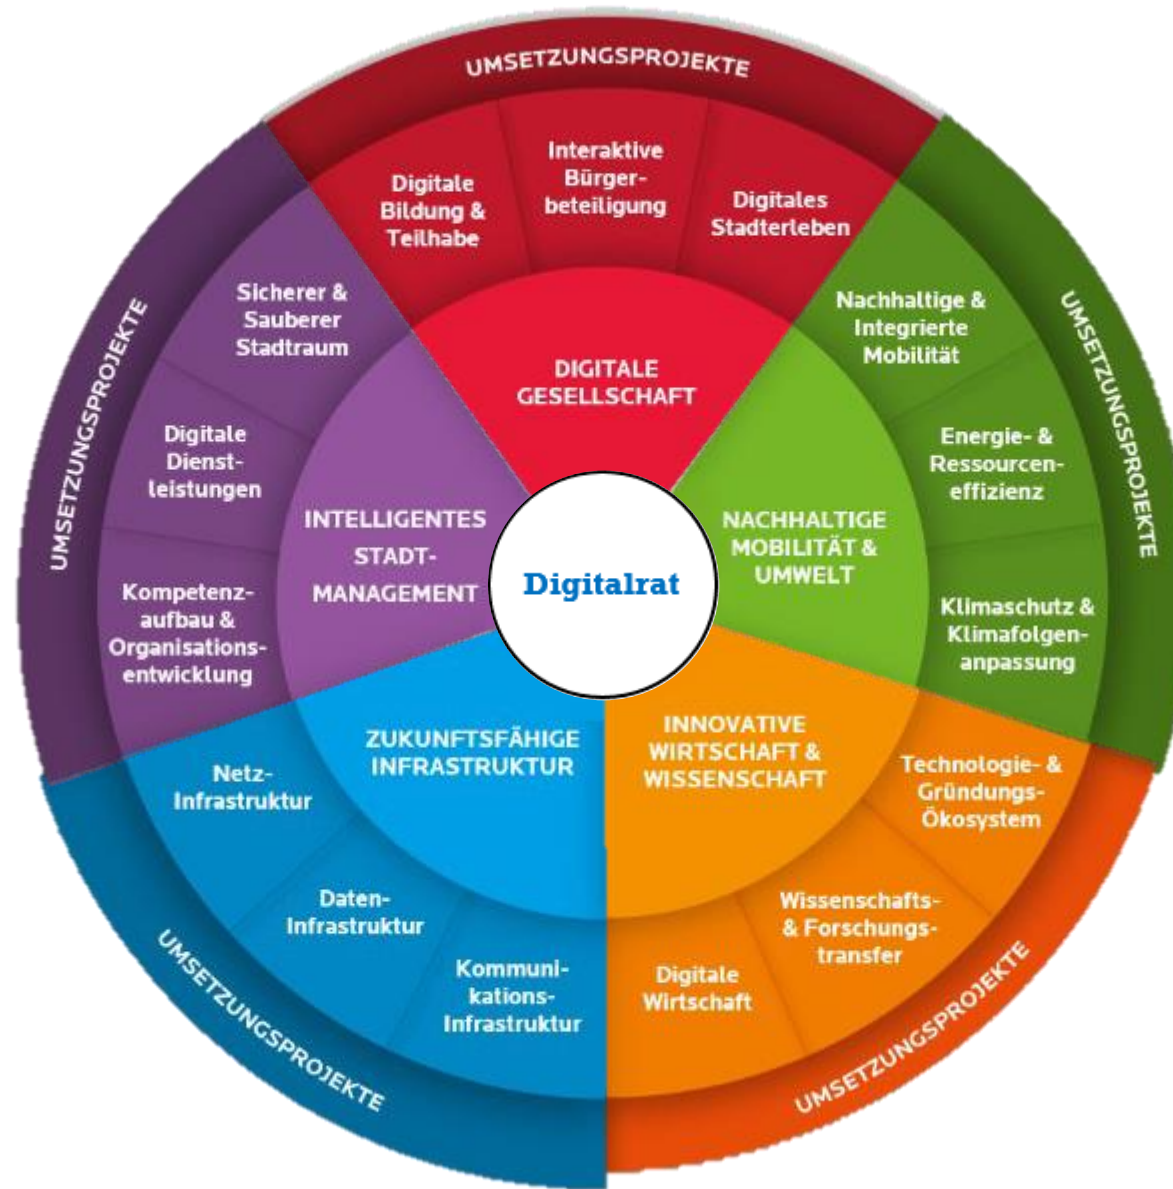 UMSETZUNGSPROJEKTE
Digitale
Bildung &
Teilhabe
Interaktive
Bürger-
beteiligung
Digitales
Stadterleben
DIGITALE
GESELLSCHAFT
UMSETZUNGSPROJEKTE
Nachhaltige &
Integrierte
Mobilität
Energie- &
Ressourcen-
effizienz
Klimaschutz &
Klimafolgen-
anpassung
NACHHALTIGE
MOBILITÄT &
UMWELT
UMSETZUNGSPROJEKTE
Technologie- &
Gründungs-
Ökosystem
Wissenschafts-
& Forschungs-
transfer
Digitale
Wirtschaft
INNOVATIVE
WIRTSCHAFT &
WISSENSCHAFT
UMSETZUNGSPROJEKTE
Kommuni-
kations-
Infrastruktur
Daten-
Infrastruktur
Netz-
Infrastruktur
ZUKUNFTSFÄHIGE
INFRASTRUKTUR
UMSETZUNGSPROJEKTE
Kompetenz-
aufbau &
Organisations-
entwicklung
Digitale
Dienst-
leistungen
Sicherer &
Sauberer
Stadtraum
INTELLIGENTES
STADT-
MANAGEMENT
Digitalrat